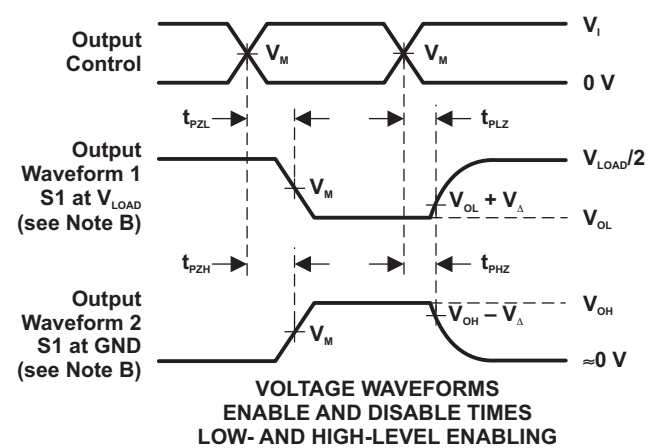 Output
Control
V_M
V_M
V_I
0 V
t_PZL
t_PLZ
Output
Waveform 1
S1 at V_LOAD
(see Note B)
V_M
V_LOAD/2
V_OL + V_Δ
V_OL
t_PZH
t_PHZ
Output
Waveform 2
S1 at GND
(see Note B)
V_M
V_OH
V_OH – V_Δ
≈0 V
VOLTAGE WAVEFORMS
ENABLE AND DISABLE TIMES
LOW- AND HIGH-LEVEL ENABLING